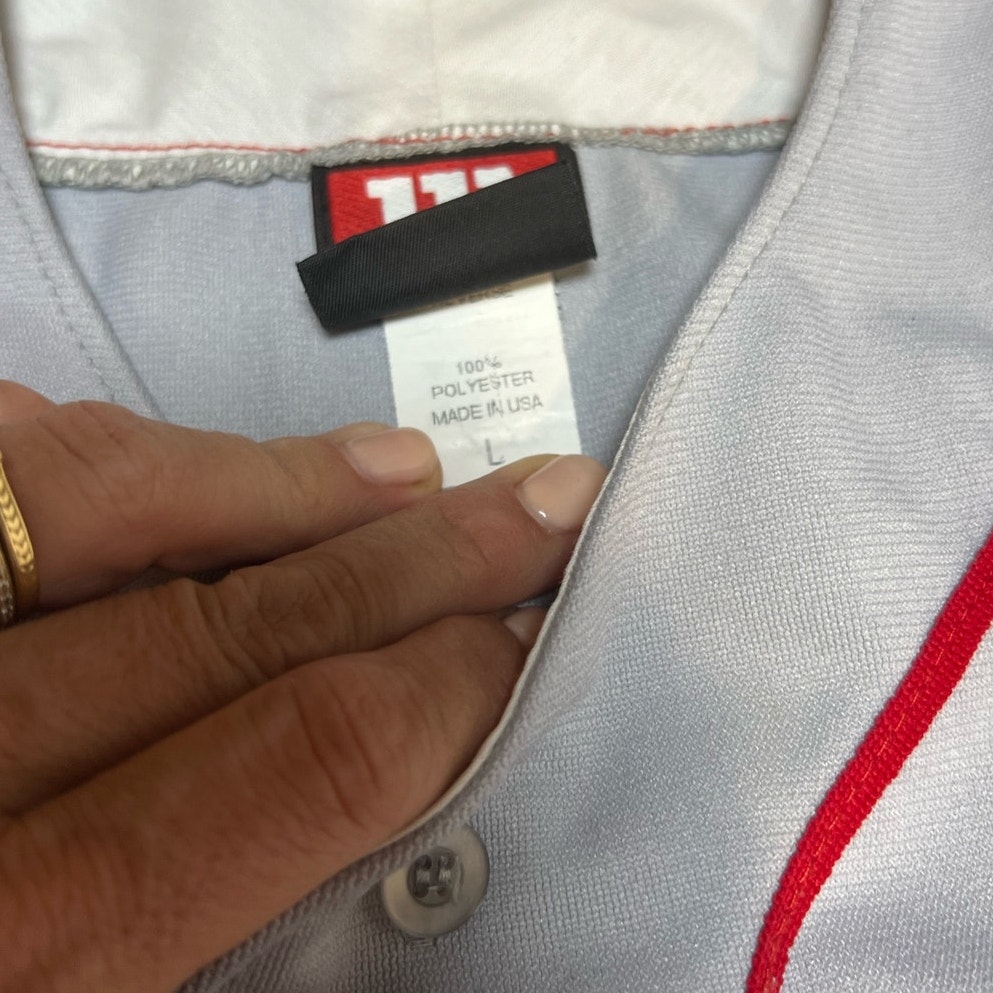 100%
POLYESTER
MADE IN USA
L